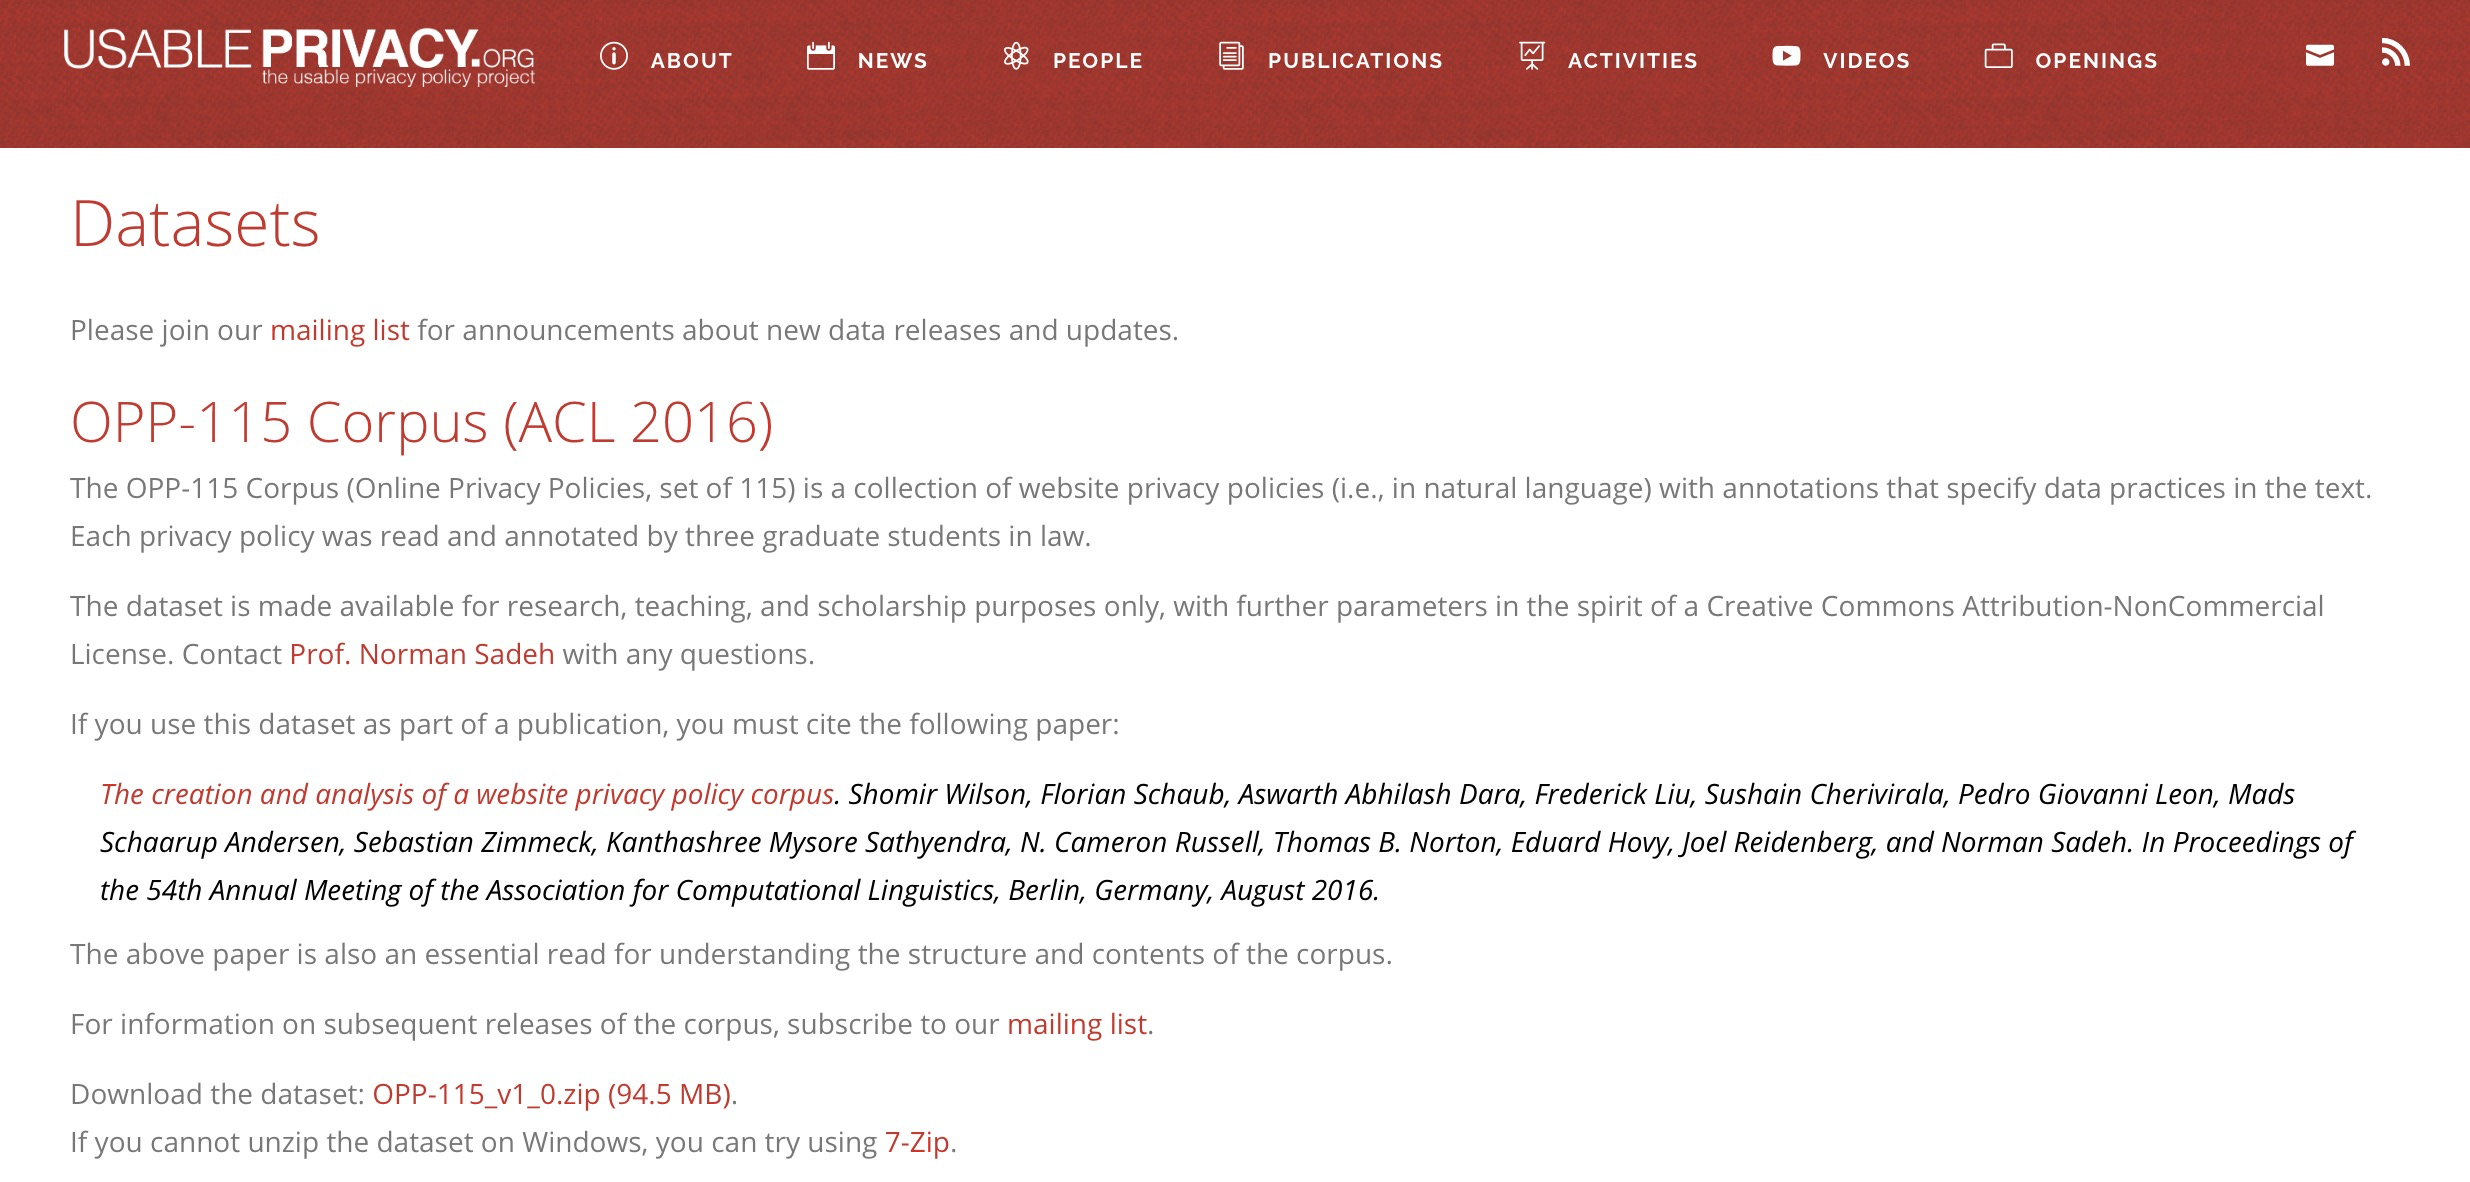 USABLE PRIVACY.ORG
the usable privacy policy project
ABOUT
NEWS
PEOPLE
PUBLICATIONS
ACTIVITIES
VIDEOS
OPENINGS
Datasets
Please join our mailing list for announcements about new data releases and updates.
OPP-115 Corpus (ACL 2016)
The OPP-115 Corpus (Online Privacy Policies, set of 115) is a collection of website privacy policies (i.e., in natural language) with annotations that specify data practices in the text.
Each privacy policy was read and annotated by three graduate students in law.
The dataset is made available for research, teaching, and scholarship purposes only, with further parameters in the spirit of a Creative Commons Attribution-NonCommercial
License. Contact Prof. Norman Sadeh with any questions.
If you use this dataset as part of a publication, you must cite the following paper:
The creation and analysis of a website privacy policy corpus. Shomir Wilson, Florian Schaub, Aswarth Abhilash Dara, Frederick Liu, Sushain Cherivirala, Pedro Giovanni Leon, Mads
Schaarup Andersen, Sebastian Zimmeck, Kanthashree Mysore Sathyendra, N. Cameron Russell, Thomas B. Norton, Eduard Hovy, Joel Reidenberg, and Norman Sadeh. In Proceedings of
the 54th Annual Meeting of the Association for Computational Linguistics, Berlin, Germany, August 2016.
The above paper is also an essential read for understanding the structure and contents of the corpus.
For information on subsequent releases of the corpus, subscribe to our mailing list.
Download the dataset: OPP-115_v1_0.zip (94.5 MB).
If you cannot unzip the dataset on Windows, you can try using 7-Zip.